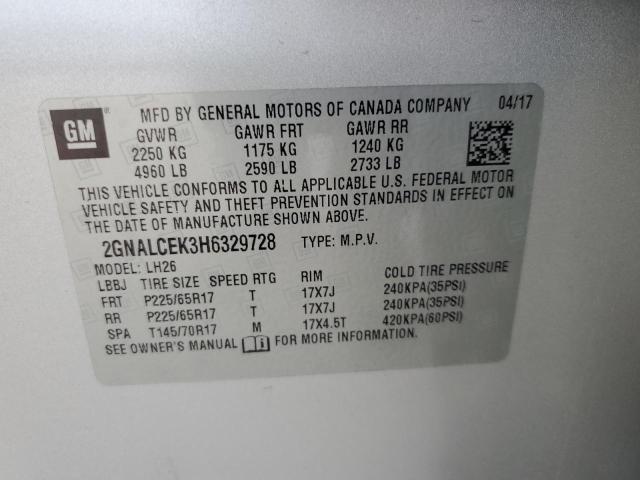 GM
MFD BY GENERAL MOTORS OF CANADA COMPANY 04/17
GVWR GAWR FRT GAWR RR
2250 KG 1175 KG 1240 KG
4960 LB 2590 LB 2733 LB
THIS VEHICLE CONFORMS TO ALL APPLICABLE U.S. FEDERAL MOTOR
VEHICLE SAFETY AND THEFT PREVENTION STANDARDS IN EFFECT ON
THE DATE OF MANUFACTURE SHOWN ABOVE.
2GNALCEK3H6329728 TYPE: M.P.V.
MODEL: LH26
LBBJ TIRE SIZE SPEED RTG RIM COLD TIRE PRESSURE
FRT P225/65R17 T 17X7J 240KPA(35PSI)
RR P225/65R17 T 17X7J 240KPA(35PSI)
SPA T145/70R17 M 17X4.5T 420KPA(60PSI)
SEE OWNER'S MANUAL FOR MORE INFORMATION.